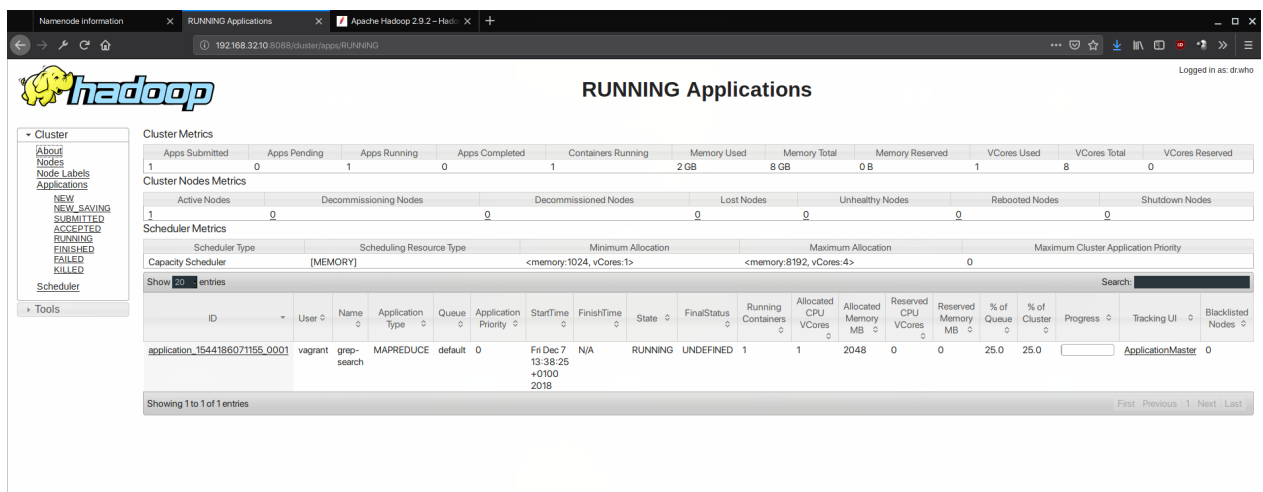 Namenode information
RUNNING Applications
Apache Hadoop 2.9.2 – Hado
192.168.32.10:8088/cluster/apps/RUNNING
hadoop
RUNNING Applications
Logged in as: dr.who
Cluster
About
Nodes
Node Labels
Applications
NEW
NEW_SAVING
SUBMITTED
ACCEPTED
RUNNING
FINISHED
FAILED
KILLED
Scheduler
Tools
Cluster Metrics
Apps Submitted Apps Pending Apps Running Apps Completed Containers Running Memory Used Memory Total Memory Reserved VCores Used VCores Total VCores Reserved
1 0 1 0 1 2 GB 8 GB 0 B 1 8 0
Cluster Nodes Metrics
Active Nodes Decommissioning Nodes Decommissioned Nodes Lost Nodes Unhealthy Nodes Rebooted Nodes Shutdown Nodes
1 0 0 0 0 0 0
Scheduler Metrics
Scheduler Type Scheduling Resource Type Minimum Allocation Maximum Allocation Maximum Cluster Application Priority
Capacity Scheduler [MEMORY] <memory:1024, vCores:1> <memory:8192, vCores:4> 0
Show 20 entries Search:
ID User Name Application Type Queue Application Priority StartTime FinishTime State FinalStatus Running Containers Allocated CPU VCores Allocated Memory MB Reserved CPU VCores Reserved Memory MB % of Queue % of Cluster Progress Tracking UI Blacklisted Nodes
application_1544186071155_0001 vagrant grep-search MAPREDUCE default 0 Fri Dec 7 13:38:25 +0100 2018 N/A RUNNING UNDEFINED 1 1 2048 0 0 25.0 25.0 ApplicationMaster 0
Showing 1 to 1 of 1 entries First Previous 1 Next Last